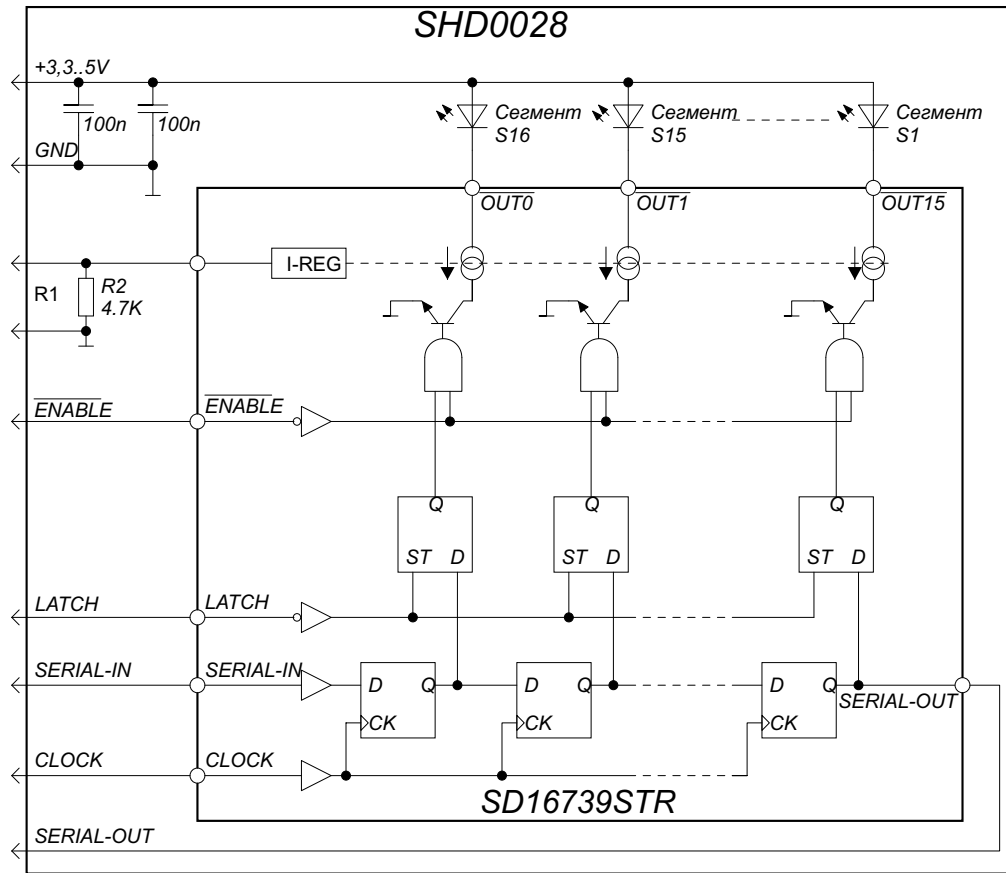 SHD0028
+3,3..5V
100n
100n
GND
Сегмент
S16
Сегмент
S15
Сегмент
S1
OUT0
OUT1
OUT15
I-REG
R1
R2
4.7K
ENABLE
ENABLE
Q
Q
Q
ST D
ST D
ST D
LATCH
LATCH
SERIAL-IN
SERIAL-IN
D Q
D Q
D Q
SERIAL-OUT
CK
CK
CK
CLOCK
CLOCK
SD16739STR
SERIAL-OUT